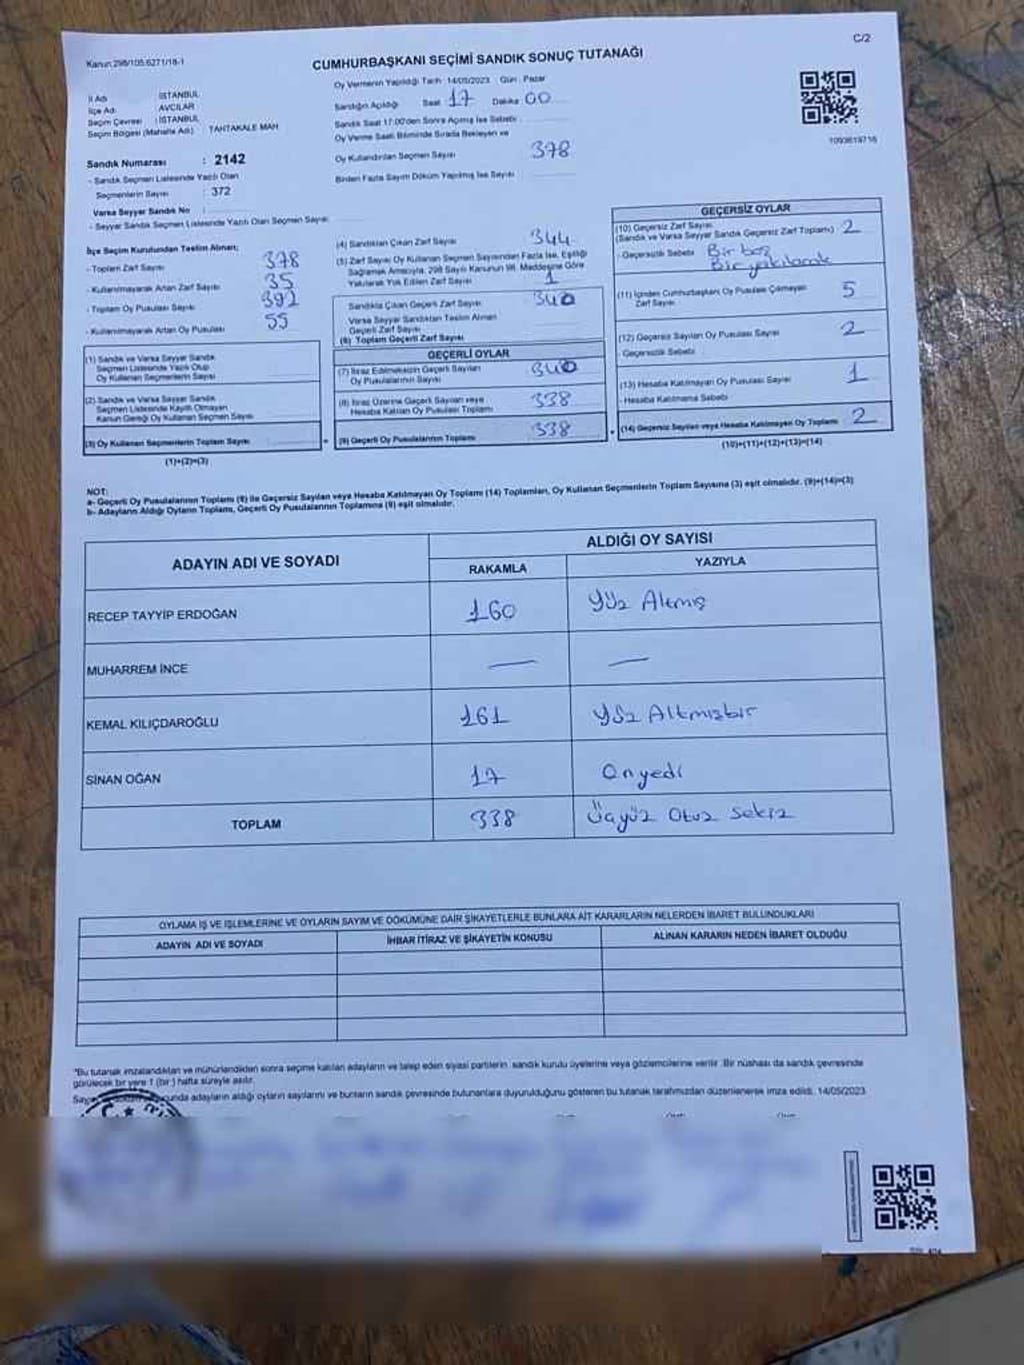 Kanun:298/105.6271/18-1
C/2
CUMHURBAŞKANI SEÇİMİ SANDIK SONUÇ TUTANAĞI
İl Adı : İSTANBUL
İlçe Adı : AVCILAR
Seçim Çevresi : İSTANBUL
Seçim Bölgesi (Mahalle Adı) : TAHTAKALE MAH.
Sandık Numarası : 2142
- Sandık Seçmen Listesinde Yazılı Olan
Seçmenlerin Sayısı : 372
Varsa Seyyar Sandık No :
- Seyyar Sandık Seçmen Listesinde Yazılı Olan Seçmen Sayısı
Oy Vermenin Yapıldığı Tarih 14/05/2023 Gün : Pazar
Sandığın Açıldığı Saat 17 Dakika 00
Sandık Saat 17.00'den Sonra Açılmış İse Sebebi
Oy Verme Saati Bitiminde Sırada Bekleyen ve
Oy Kullandırılan Seçmen Sayısı 378
Birden Fazla Sayım Döküm Yapılmış İse Sayısı
1093619716
İlçe Seçim Kurulundan Teslim Alınan;
- Toplam Zarf Sayısı 378
- Kullanılmayarak Artan Zarf Sayısı 35
- Toplam Oy Pusulası Sayısı 392
- Kullanılmayarak Artan Oy Pusulası 55
(1) Sandık ve Varsa Seyyar Sandık
Seçmen Listesinde Yazılı Olup
Oy Kullanan Seçmenlerin Sayısı
(2) Sandık ve Varsa Seyyar Sandık
Seçmen Listesinde Kayıtlı Olmayan
Kanun Gereği Oy Kullanan Seçmen Sayısı
(3) Oy Kullanan Seçmenlerin Toplam Sayısı
(1)+(2)=(3)
(4) Sandıktan Çıkan Zarf Sayısı 344
(5) Zarf Sayısı Oy Kullanan Seçmen Sayısından Fazla İse, Eşitliği
Sağlamak Amacıyla, 298 Sayılı Kanunun 98. Maddesine Göre
Yakılarak Yok Edilen Zarf Sayısı 1
Sandıkta Çıkan Geçerli Zarf Sayısı 340
Varsa Seyyar Sandıktan Teslim Alınan
Geçerli Zarf Sayısı
(6) Toplam Geçerli Zarf Sayısı
GEÇERLİ OYLAR
(7) İtiraz Edilmeksizin Geçerli Sayılan
Oy Pusulalarının Sayısı 340
(8) İtiraz Üzerine Geçerli Sayılan veya
Hesaba Katılan Oy Pusulası Toplamı 338
(9) Geçerli Oy Pusulalarının Toplamı 338
GEÇERSİZ OYLAR
(10) Geçersiz Zarf Sayısı
(Sandık ve Varsa Seyyar Sandık Geçersiz Zarf Toplamı) 2
- Geçersizlik Sebebi Bir boş
Bir yakılarak
(11) İçinden Cumhurbaşkanı Oy Pusulası Çıkmayan
Zarf Sayısı 5
(12) Geçersiz Sayılan Oy Pusulası Sayısı 2
- Geçersizlik Sebebi
(13) Hesaba Katılmayan Oy Pusulası Sayısı 1
- Hesaba Katılmama Sebebi
(14) Geçersiz Sayılan veya Hesaba Katılmayan Oy Toplamı 2
(10)+(11)+(12)+(13)=(14)
NOT:
a- Geçerli Oy Pusulalarının Toplamı (9) ile Geçersiz Sayılan veya Hesaba Katılmayan Oy Toplamı (14) Toplamları, Oy Kullanan Seçmenlerin Toplam Sayısına (3) eşit olmalıdır. (9)+(14)=(3)
b- Adayların Aldığı Oyların Toplamı, Geçerli Oy Pusulalarının Toplamına (9) eşit olmalıdır.
ADAYIN ADI VE SOYADI
ALDIĞI OY SAYISI
RAKAMLA YAZIYLA
RECEP TAYYİP ERDOĞAN 160 Yüz Altmış
MUHARREM İNCE — —
KEMAL KILIÇDAROĞLU 161 Yüz Altmışbir
SİNAN OĞAN 17 Onyedi
TOPLAM 338 Üçyüz Otuz Sekiz
OYLAMA İŞ VE İŞLEMLERİNE VE OYLARIN SAYIM VE DÖKÜMÜNE DAİR ŞİKAYETLERLE BUNLARA AİT KARARLARIN NELERDEN İBARET BULUNDUKLARI
ADAYIN ADI VE SOYADI İHBAR İTİRAZ VE ŞİKAYETİN KONUSU ALINAN KARARIN NEDEN İBARET OLDUĞU
"Bu tutanak imzalandıktan ve mühürlendikten sonra seçime katılan adayların ve talep eden siyasi partilerin sandık kurulu üyelerine veya gözlemcilerine verilir. Bir nüshası da sandık çevresinde
görülecek bir yere 1 (bir) hafta süreyle asılır.
adayların aldığı oyların sayılarını ve bunların sandık çevresinde bulunanlara duyurulduğunu gösteren bu tutanak tarafımızdan düzenlenerek imza edildi. 14/05/2023